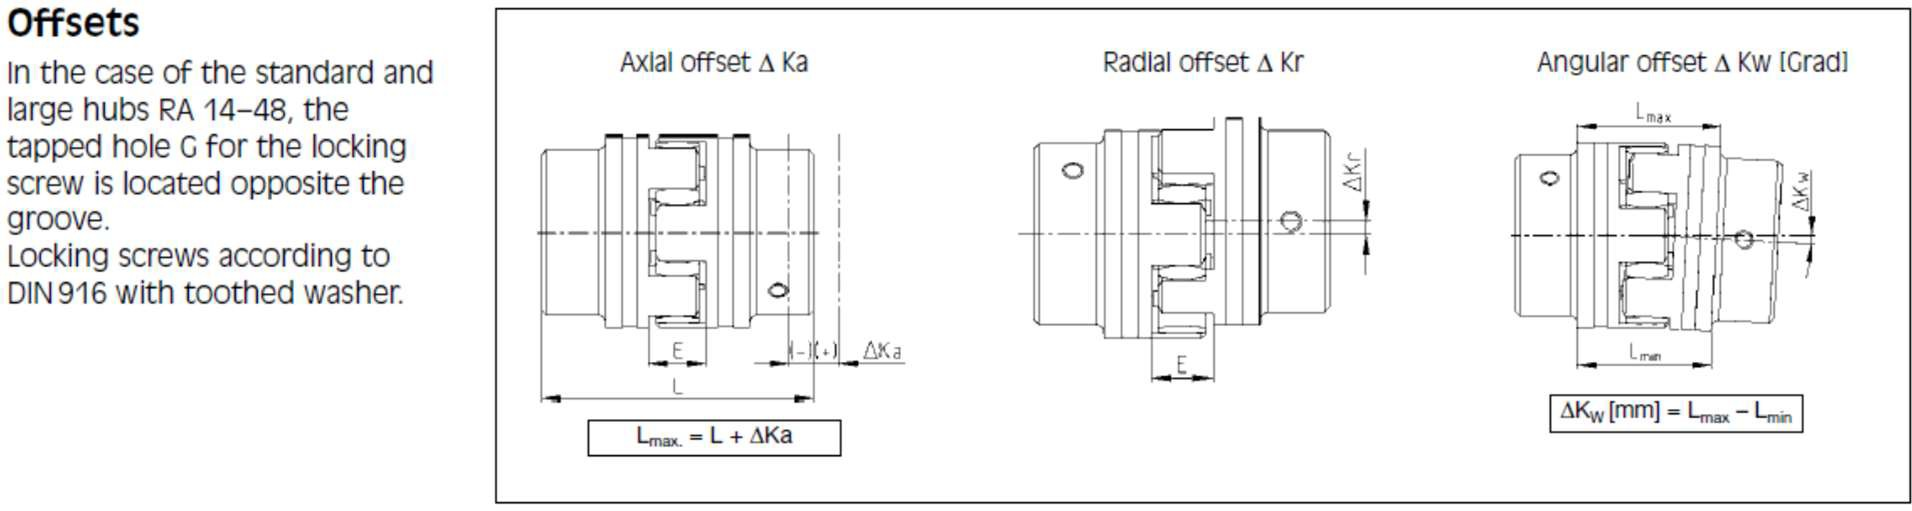 Offsets
In the case of the standard and
large hubs RA 14–48, the
tapped hole G for the locking
screw is located opposite the
groove.
Locking screws according to
DIN 916 with toothed washer.
Axial offset Δ Ka
E
(-)(+)
ΔKa
L
Lmax. = L + ΔKa
Radial offset Δ Kr
ΔKr
E
Angular offset Δ Kw [Grad]
Lmax
ΔKw
Lmin
ΔKW [mm] = Lmax – Lmin